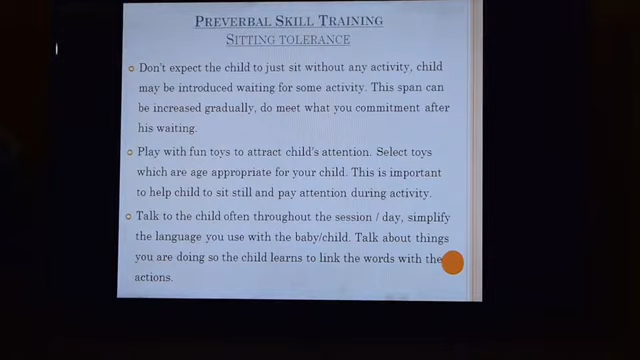 PREVERBAL SKILL TRAINING
SITTING TOLERANCE
Don't expect the child to just sit without any activity, child
may be introduced waiting for some activity. This span can
be increased gradually, do meet what you commitment after
his waiting.
Play with fun toys to attract child's attention. Select toys
which are age appropriate for your child. This is important
to help child to sit still and pay attention during activity.
Talk to the child often throughout the session / day, simplify
the language you use with the baby/child. Talk about things
you are doing so the child learns to link the words with the
actions.